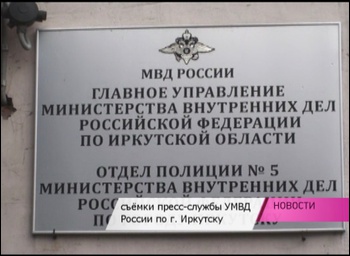 МВД РОССИИ
ГЛАВНОЕ УПРАВЛЕНИЕ
МИНИСТЕРСТВА ВНУТРЕННИХ ДЕЛ
РОССИЙСКОЙ ФЕДЕРАЦИИ
ПО ИРКУТСКОЙ ОБЛАСТИ
ОТДЕЛ ПОЛИЦИИ № 5
МИНИСТЕРСТВА ВНУТРЕННИХ ДЕЛ
съёмки пресс-службы УМВД
России по г. Иркутску
НОВОСТИ